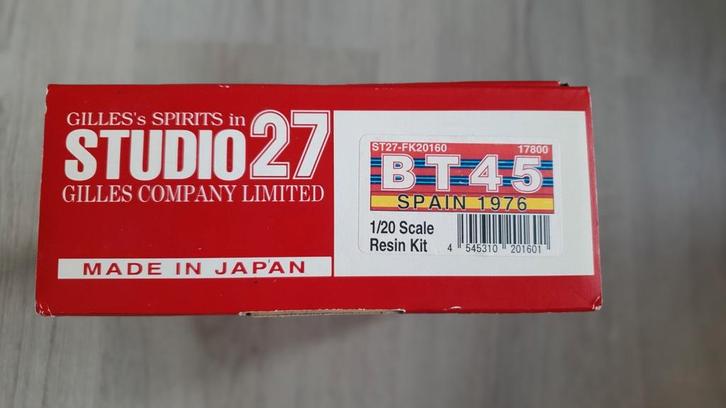 GILLES's SPIRITS in
STUDIO27
GILLES COMPANY LIMITED
MADE IN JAPAN
ST27-FK20160 17800
BT45
SPAIN 1976
1/20 Scale
Resin Kit
4 545310 201601